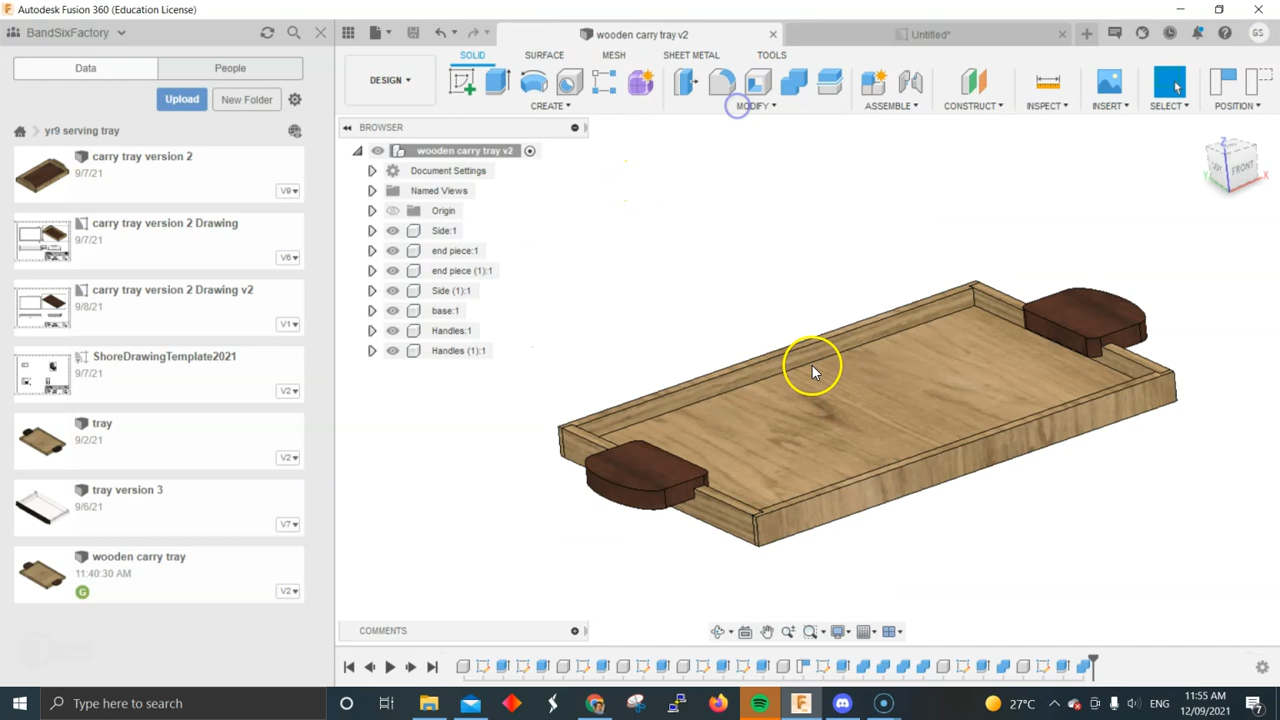 Autodesk Fusion 360 (Education License)
BandSixFactory
wooden carry tray v2
Untitled*
GS
Data
People
DESIGN
SOLID
SURFACE
MESH
SHEET METAL
TOOLS
Upload
New Folder
CREATE
MODIFY
ASSEMBLE
CONSTRUCT
INSPECT
INSERT
SELECT
POSITION
yr9 serving tray
BROWSER
wooden carry tray v2
Document Settings
Named Views
Origin
Side:1
end piece:1
end piece (1):1
Side (1):1
base:1
Handles:1
Handles (1):1
Z
FRONT
X
Y
carry tray version 2
9/7/21
V9
carry tray version 2 Drawing
9/7/21
V6
carry tray version 2 Drawing v2
9/8/21
V1
ShoreDrawingTemplate2021
9/7/21
V2
tray
9/2/21
V2
tray version 3
9/6/21
V7
wooden carry tray
11:40:30 AM
G
V2
COMMENTS
Type here to search
27°C
ENG
11:55 AM
12/09/2021